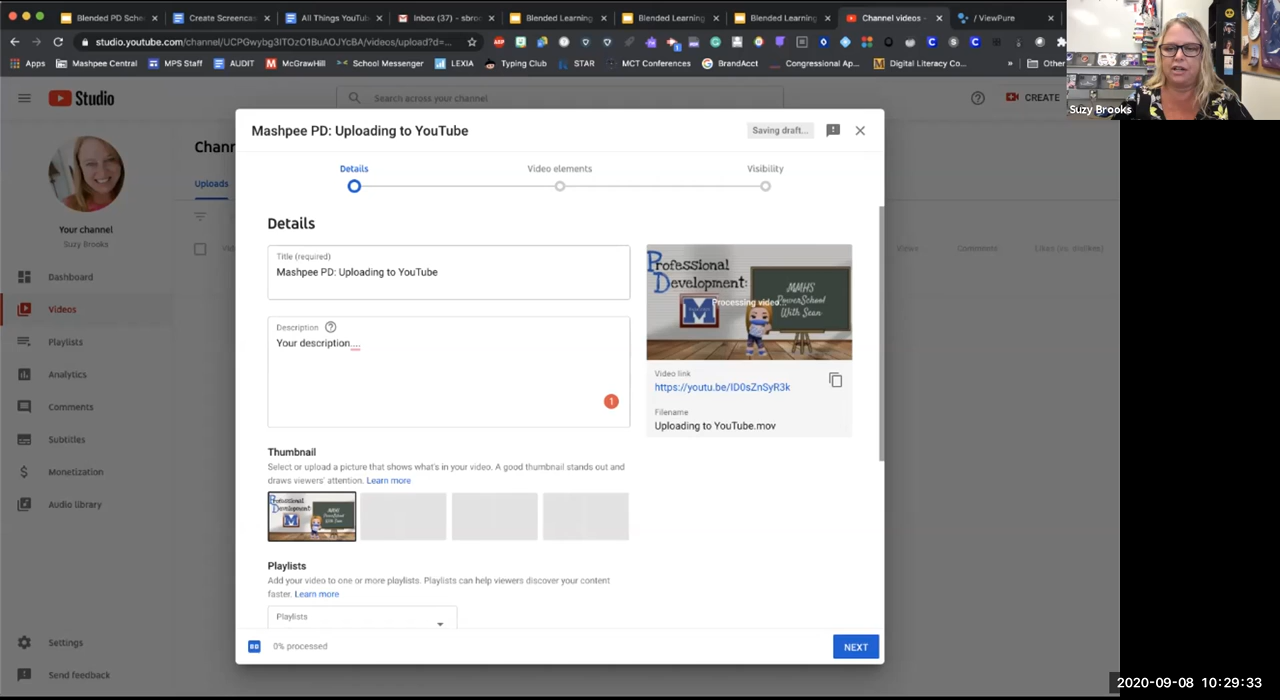 Blended PD Sche
Create Screencas
All Things YouTub
Inbox (37) - sbroo
Blended Learning
Blended Learning
Blended Learning
Channel videos -
/ ViewPure
studio.youtube.com/channel/UCPGwybg3ITOzO1BuAOJYcBA/videos/upload?d=...
Apps
Mashpee Central
MPS Staff
AUDIT
McGrawHill
School Messenger
LEXIA
Typing Club
STAR
MCT Conferences
BrandAcct
Congressional Ap...
Digital Literacy Co...
»
Other
Suzy Brooks
Studio
Search across your channel
CREATE
Your channel
Suzy Brooks
Dashboard
Videos
Playlists
Analytics
Comments
Subtitles
Monetization
Audio library
Settings
Send feedback
Chann
Uploads
Views
Comments
Likes (vs. dislikes)
Mashpee PD: Uploading to YouTube
Saving draft...
Details
Video elements
Visibility
Details
Title (required)
Mashpee PD: Uploading to YouTube
Description
Your description....
1
Professional
Development:
M
MMHS
PowerSchool
With Sean
Processing video...
Video link
https://youtu.be/ID0sZnSyR3k
Filename
Uploading to YouTube.mov
Thumbnail
Select or upload a picture that shows what's in your video. A good thumbnail stands out and
draws viewers' attention. Learn more
Playlists
Add your video to one or more playlists. Playlists can help viewers discover your content
faster. Learn more
Playlists
SD
0% processed
NEXT
2020-09-08 10:29:33